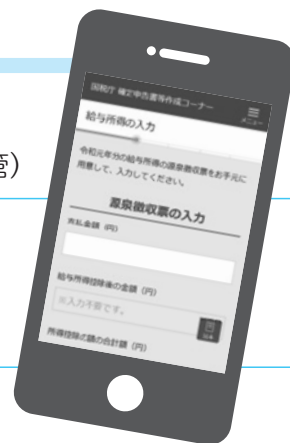 国税庁 確定申告書等作成コーナー
メニュー
給与所得の入力
令和元年分の給与所得の源泉徴収票をお手元に
用意して、入力してください。
管)
源泉徴収票の入力
支払金額 (円)
給与所得控除後の金額 (円)
※入力不要です。
所得控除の額の合計額 (円)